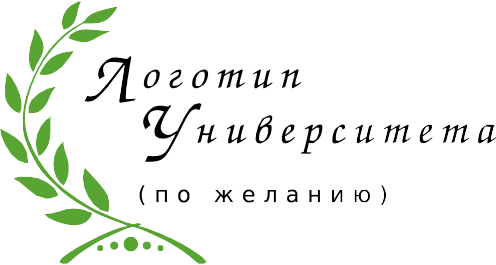 Логотип
Университета
(по желанию)